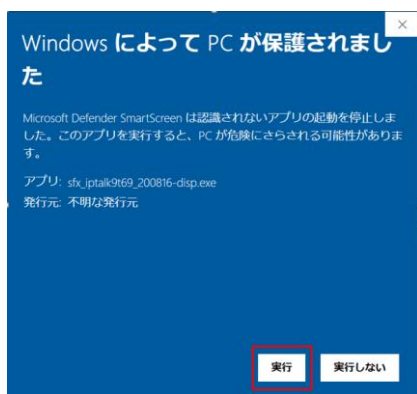 Windows によって PC が保護されまし
た
Microsoft Defender SmartScreen は認識されないアプリの起動を停止しま
した。このアプリを実行すると、PC が危険にさらされる可能性がありま
す。
アプリ: sfx_iptalk9t69_200816-disp.exe
発行元: 不明な発行元
実行 実行しない